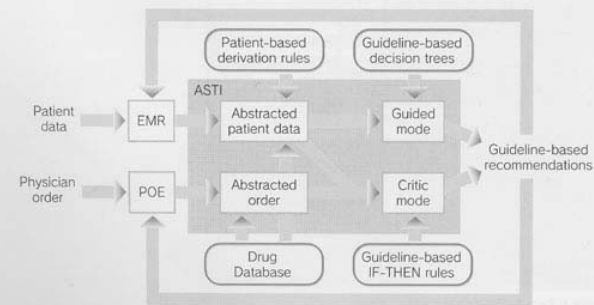 Patient-based
derivation rules
Guideline-based
decision trees
ASTI
Patient
data
EMR
Abstracted
patient data
Guided
mode
Guideline-based
recommendations
Physician
order
POE
Abstracted
order
Critic
mode
Drug
Database
Guideline-based
IF-THEN rules